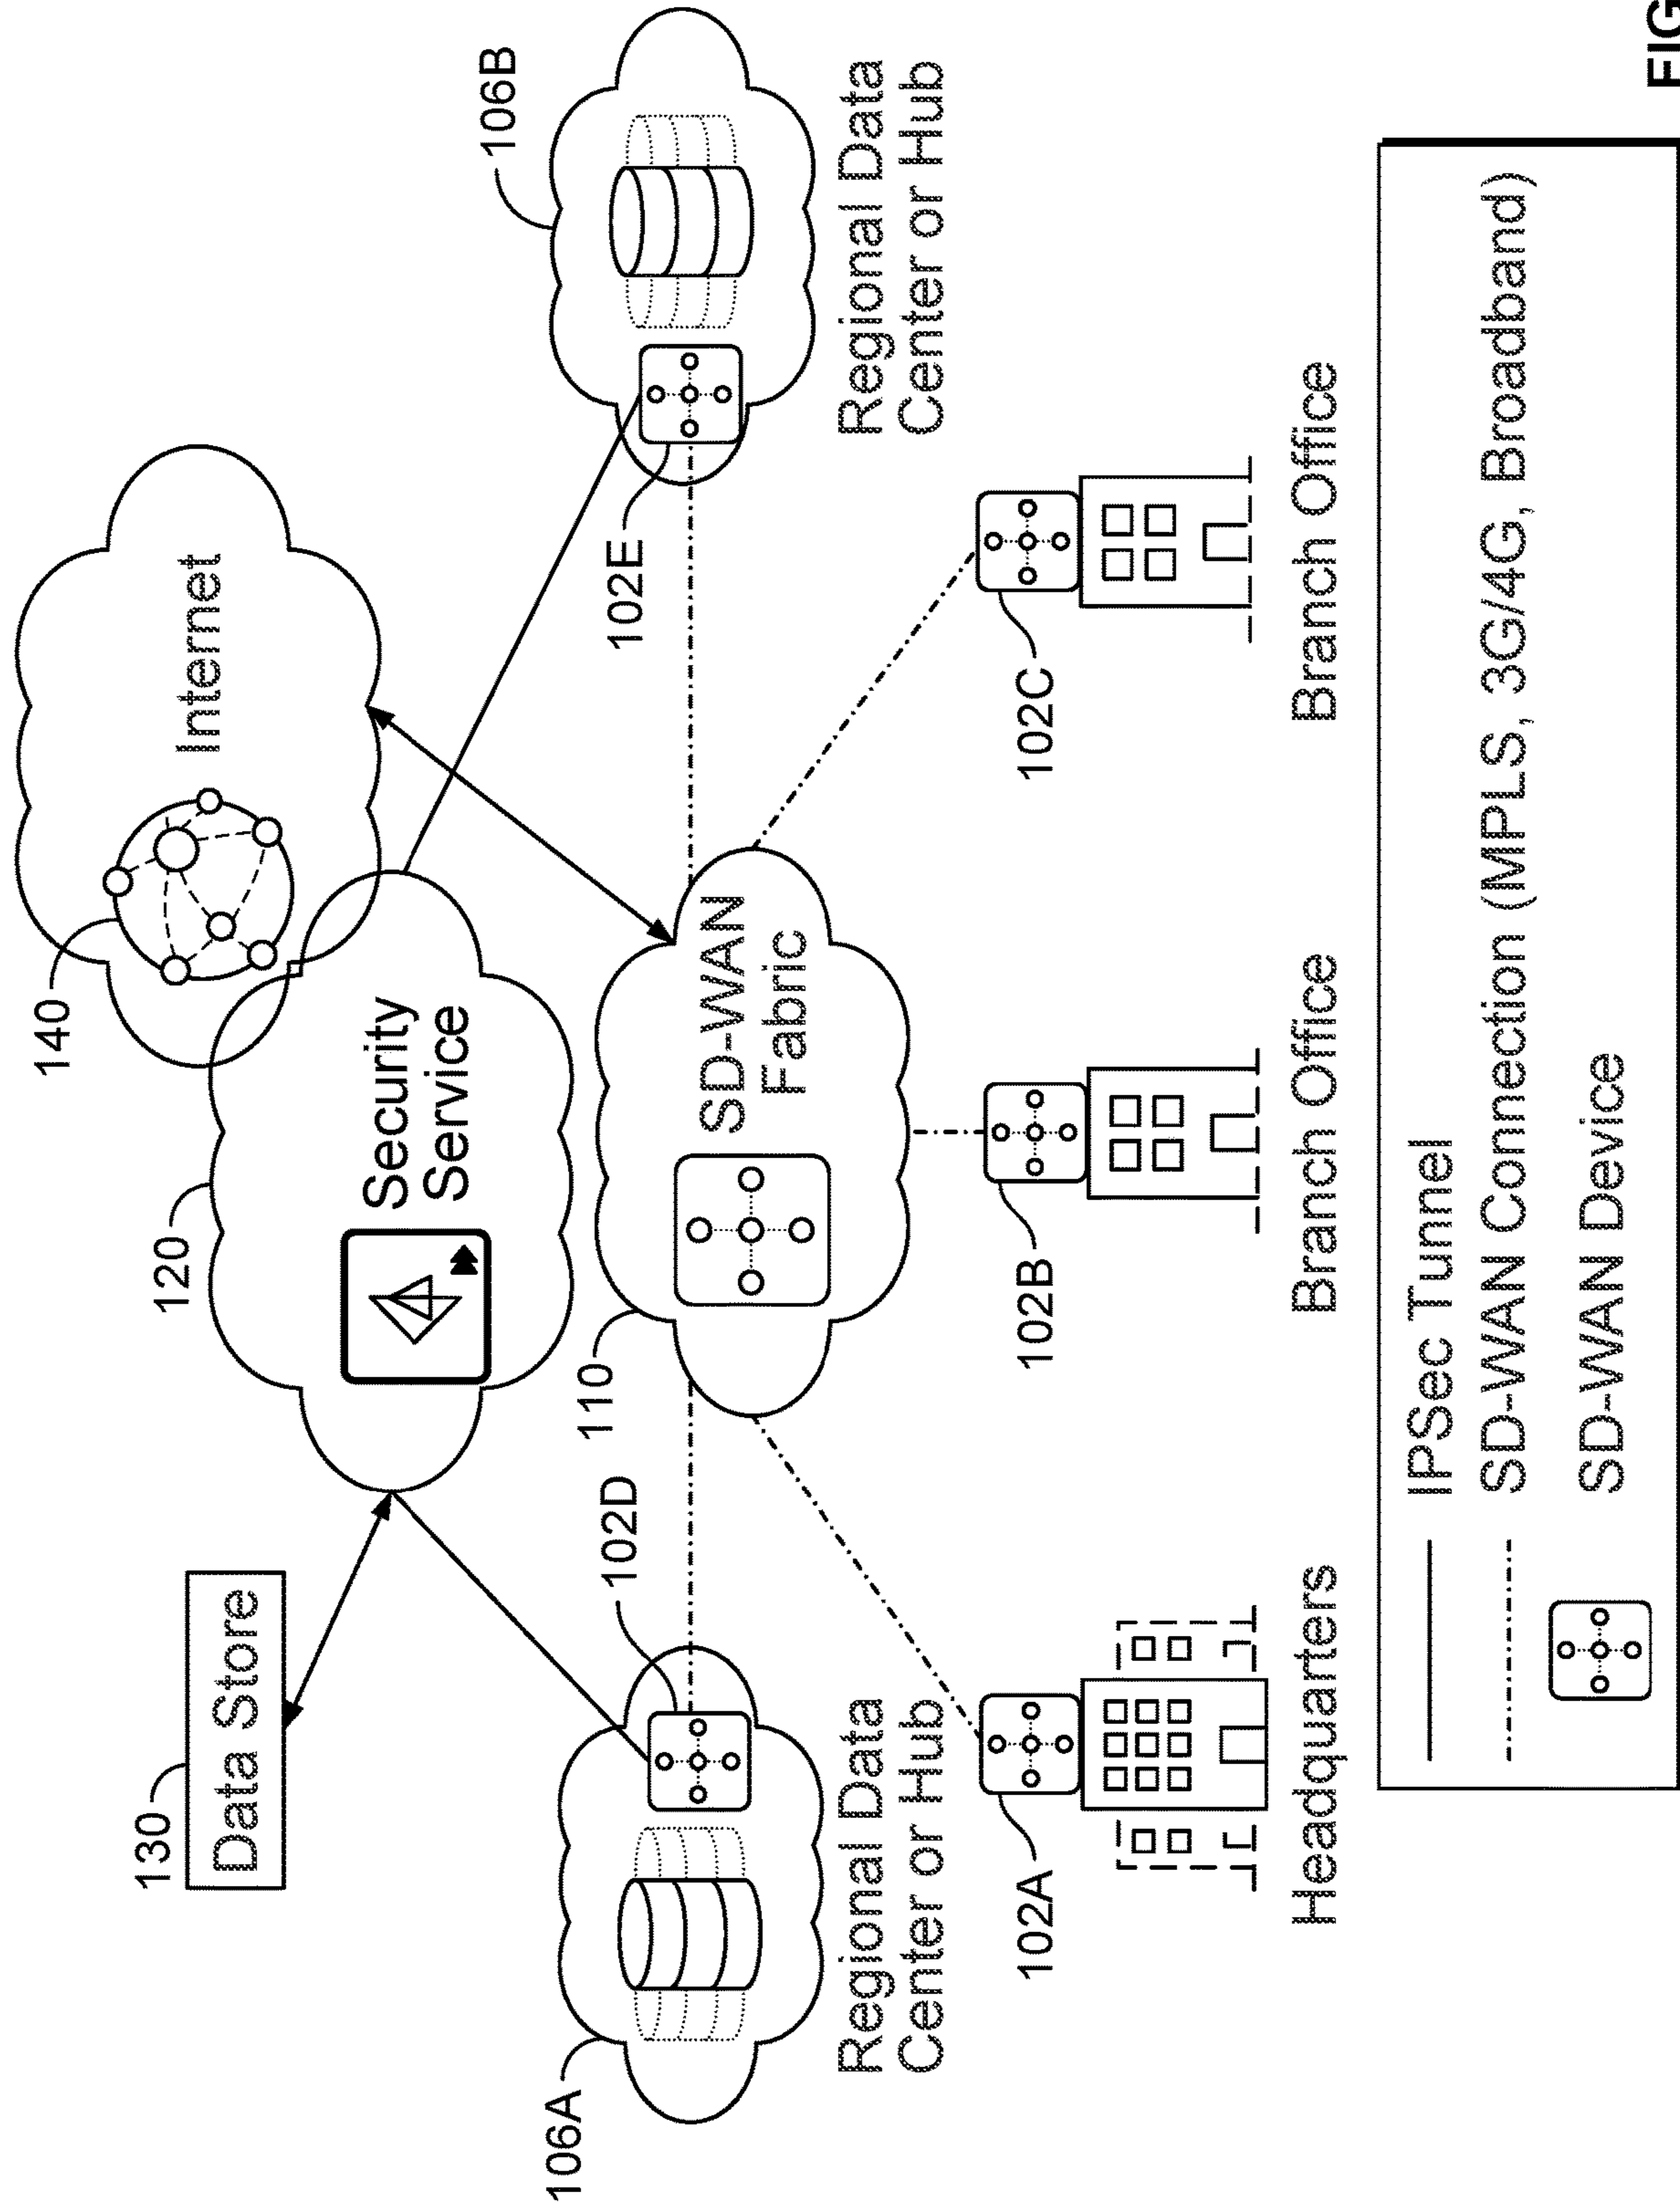 140
Internet
130
Data Store
120
Security
Service
106B
106A
110
102D
SD-WAN
Fabric
102E
Regional Data
Center or Hub
Regional Data
Center or Hub
102A
102B
102C
Headquarters
Branch Office
Branch Office
IPSec Tunnel
SD-WAN Connection (MPLS, 3G/4G, Broadband)
SD-WAN Device
FIG